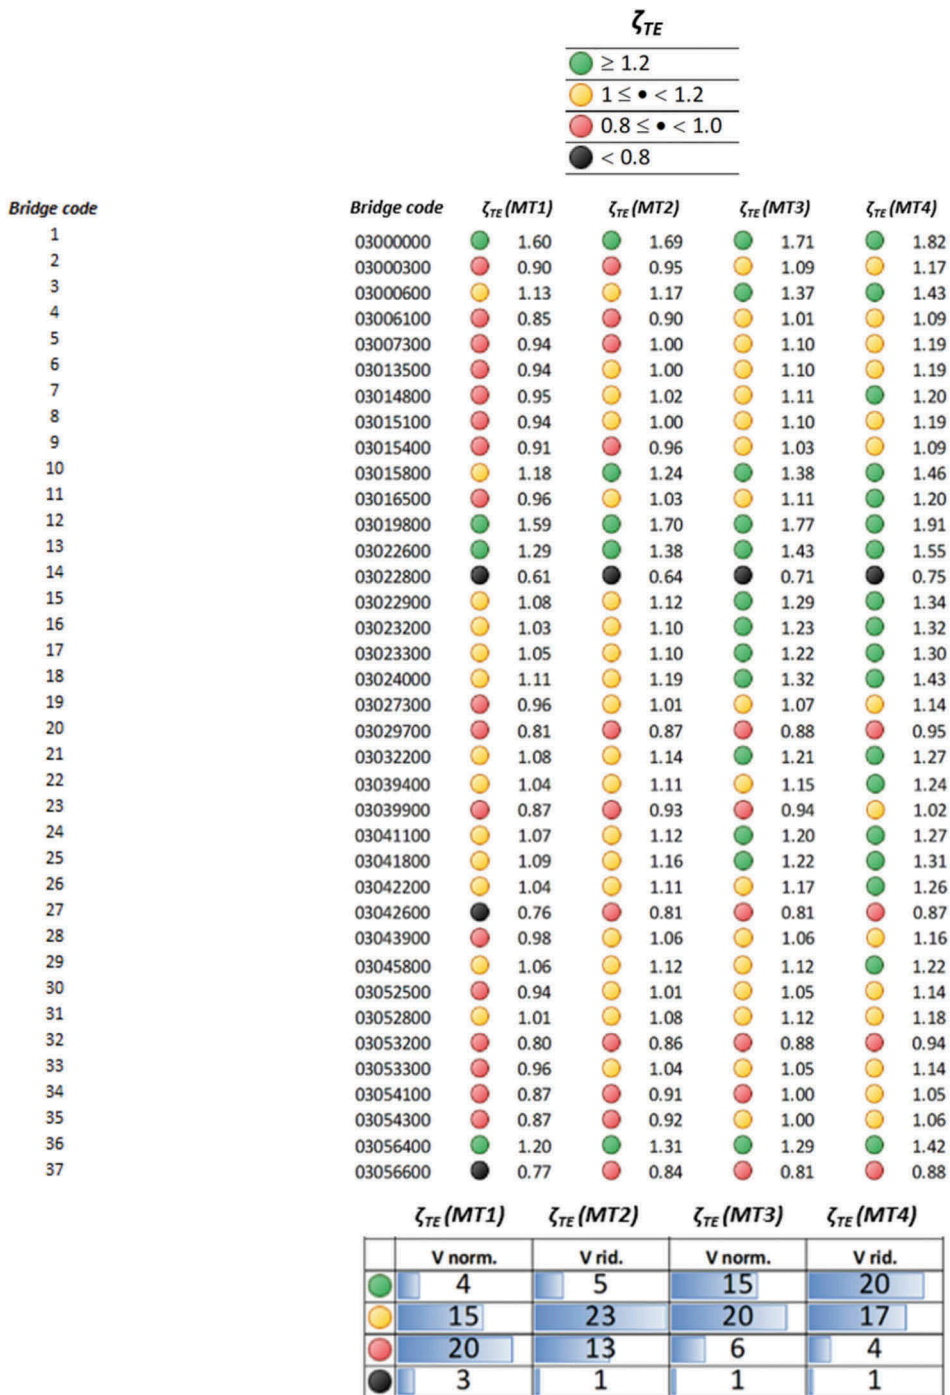 ζTE
≥ 1.2
1 ≤ • < 1.2
0.8 ≤ • < 1.0
< 0.8
Bridge code Bridge code ζTE (MT1) ζTE (MT2) ζTE (MT3) ζTE (MT4)
1 03000000 1.60 1.69 1.71 1.82
2 03000300 0.90 0.95 1.09 1.17
3 03000600 1.13 1.17 1.37 1.43
4 03006100 0.85 0.90 1.01 1.09
5 03007300 0.94 1.00 1.10 1.19
6 03013500 0.94 1.00 1.10 1.19
7 03014800 0.95 1.02 1.11 1.20
8 03015100 0.94 1.00 1.10 1.19
9 03015400 0.91 0.96 1.03 1.09
10 03015800 1.18 1.24 1.38 1.46
11 03016500 0.96 1.03 1.11 1.20
12 03019800 1.59 1.70 1.77 1.91
13 03022600 1.29 1.38 1.43 1.55
14 03022800 0.61 0.64 0.71 0.75
15 03022900 1.08 1.12 1.29 1.34
16 03023200 1.03 1.10 1.23 1.32
17 03023300 1.05 1.10 1.22 1.30
18 03024000 1.11 1.19 1.32 1.43
19 03027300 0.96 1.01 1.07 1.14
20 03029700 0.81 0.87 0.88 0.95
21 03032200 1.08 1.14 1.21 1.27
22 03039400 1.04 1.11 1.15 1.24
23 03039900 0.87 0.93 0.94 1.02
24 03041100 1.07 1.12 1.20 1.27
25 03041800 1.09 1.16 1.22 1.31
26 03042200 1.04 1.11 1.17 1.26
27 03042600 0.76 0.81 0.81 0.87
28 03043900 0.98 1.06 1.06 1.16
29 03045800 1.06 1.12 1.12 1.22
30 03052500 0.94 1.01 1.05 1.14
31 03052800 1.01 1.08 1.12 1.18
32 03053200 0.80 0.86 0.88 0.94
33 03053300 0.96 1.04 1.05 1.14
34 03054100 0.87 0.91 1.00 1.05
35 03054300 0.87 0.92 1.00 1.06
36 03056400 1.20 1.31 1.29 1.42
37 03056600 0.77 0.84 0.81 0.88
ζTE (MT1) ζTE (MT2) ζTE (MT3) ζTE (MT4)
V norm. V rid. V norm. V rid.
4 5 15 20
15 23 20 17
20 13 6 4
3 1 1 1